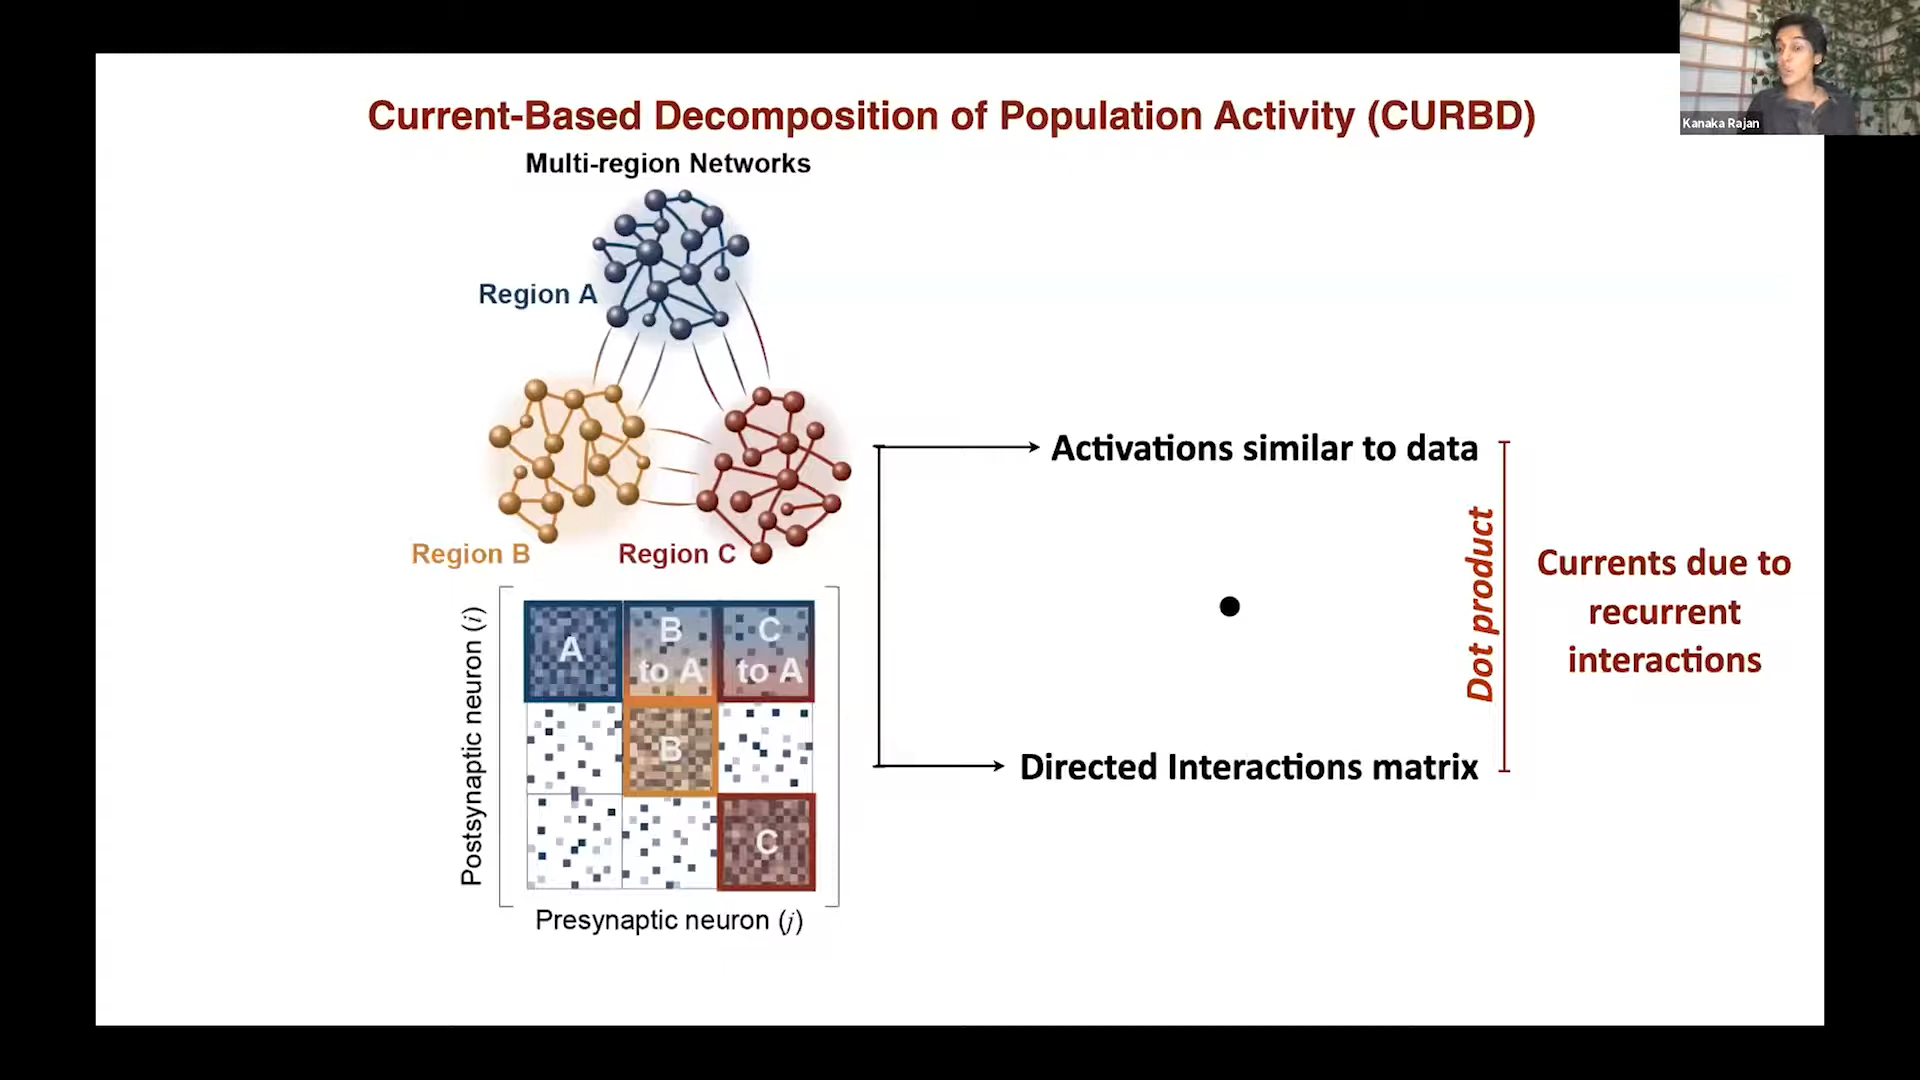 Kanaka Rajan
Current-Based Decomposition of Population Activity (CURBD)
Multi-region Networks
Region A
Region B
Region C
Activations similar to data
Dot product
Currents due to
recurrent
interactions
Directed Interactions matrix
Postsynaptic neuron (i)
A
B
to A
C
to A
B
C
Presynaptic neuron (j)